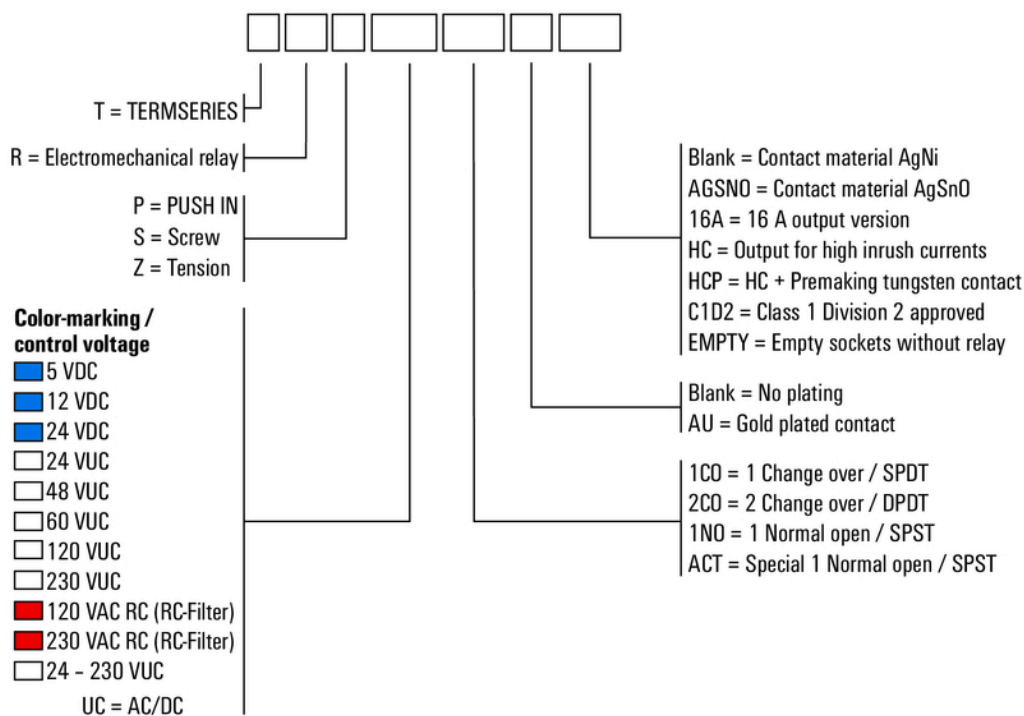 T = TERMSERIES
R = Electromechanical relay
P = PUSH IN
S = Screw
Z = Tension
Color-marking /
control voltage
5 VDC
12 VDC
24 VDC
24 VUC
48 VUC
60 VUC
120 VUC
230 VUC
120 VAC RC (RC-Filter)
230 VAC RC (RC-Filter)
24 – 230 VUC
UC = AC/DC
Blank = Contact material AgNi
AGSNO = Contact material AgSnO
16A = 16 A output version
HC = Output for high inrush currents
HCP = HC + Premaking tungsten contact
C1D2 = Class 1 Division 2 approved
EMPTY = Empty sockets without relay
Blank = No plating
AU = Gold plated contact
1CO = 1 Change over / SPDT
2CO = 2 Change over / DPDT
1NO = 1 Normal open / SPST
ACT = Special 1 Normal open / SPST